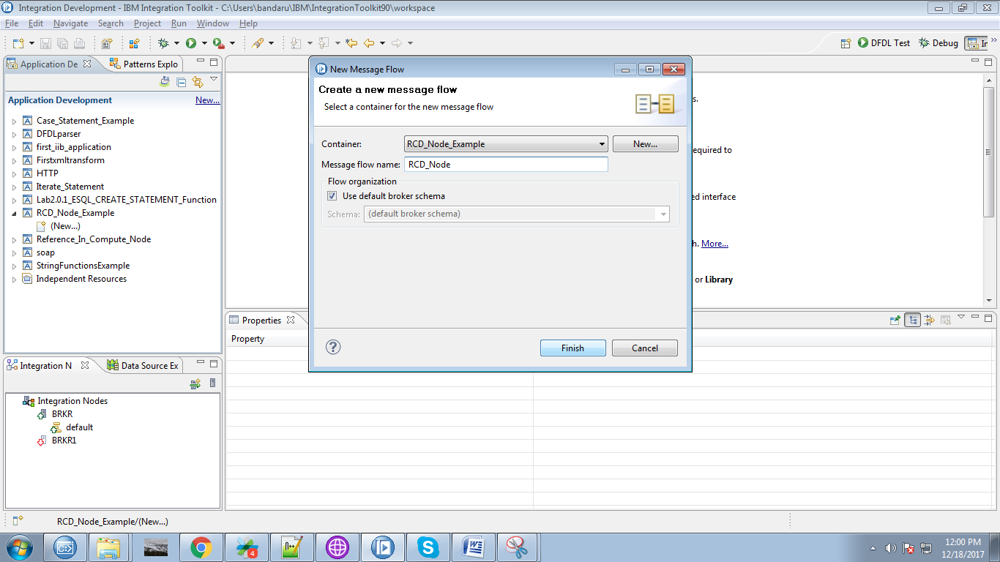 Integration Development - IBM Integration Toolkit - C:\Users\bandaru\IBM\IntegrationToolkit90\workspace
File Edit Navigate Search Project Run Window Help
DFDL Test Debug In
Application De Patterns Explo
Application Development New...
Case_Statement_Example
DFDLparser
first_iib_application
Firstxmltransform
HTTP
Iterate_Statement
Lab2.0.1_ESQL_CREATE_STATEMENT_Function
RCD_Node_Example
(New...)
Reference_In_Compute_Node
soap
StringFunctionsExample
Independent Resources
New Message Flow
Create a new message flow
Select a container for the new message flow
Container: RCD_Node_Example New...
Message flow name: RCD_Node
Flow organization
Use default broker schema
Schema: (default broker schema)
Finish Cancel
s.
equired to
ed interface
h. More...
or Library
Properties
Property
Integration N Data Source Ex
Integration Nodes
BRKR
default
BRKR1
RCD_Node_Example/(New...)
4
n++
12:00 PM
12/18/2017